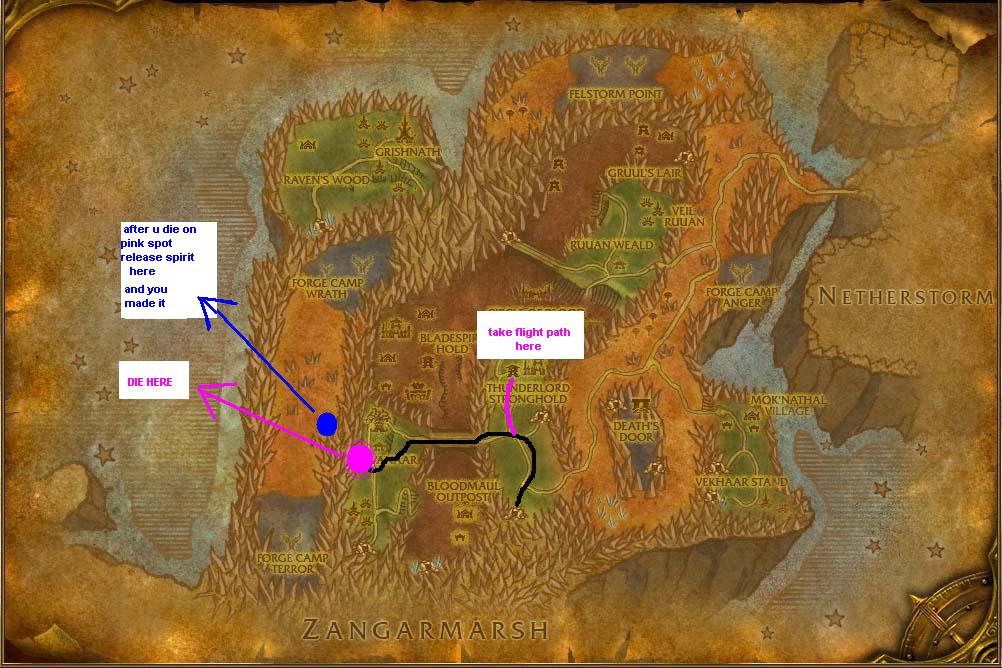 FELSTORM POINT
GRISHNATH
RAVEN'S WOOD
GRUUL'S LAIR
VEIL
RUUAN
RUUAN WEALD
after u die on
pink spot
release spirit
here
and you
made it
FORGE CAMP
WRATH
FORGE CAMP
ANGER
NETHERSTORM
BLADESPI
HOLD
take flight path
here
DIE HERE
THUNDERLORD
STRONGHOLD
MOK'NATHAL
VILLAGE
DEATH'S
DOOR
BLOODMAUL
OUTPOST
VEKHAAR STAND
FORGE CAMP
TERROR
ZANGARMARSH